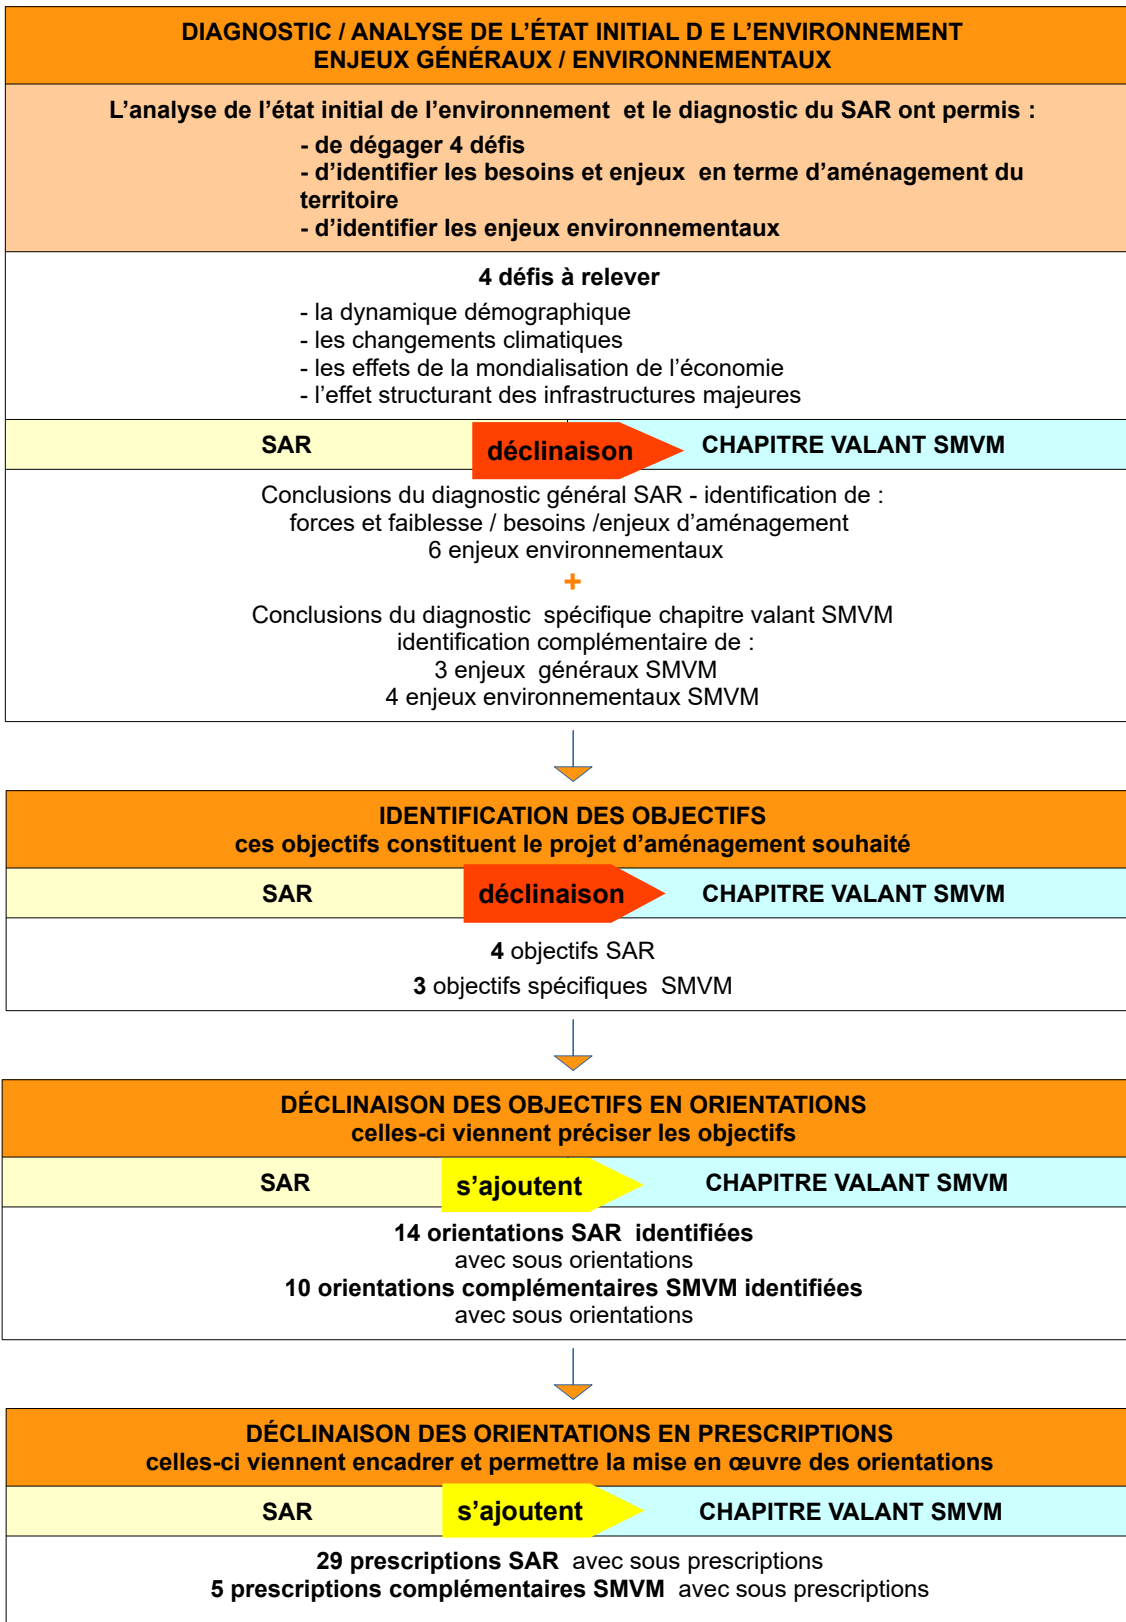 DIAGNOSTIC / ANALYSE DE L’ÉTAT INITIAL D E L’ENVIRONNEMENT
ENJEUX GÉNÉRAUX / ENVIRONNEMENTAUX
L’analyse de l’état initial de l’environnement et le diagnostic du SAR ont permis :
- de dégager 4 défis
- d’identifier les besoins et enjeux en terme d’aménagement du
territoire
- d’identifier les enjeux environnementaux
4 défis à relever
- la dynamique démographique
- les changements climatiques
- les effets de la mondialisation de l’économie
- l’effet structurant des infrastructures majeures
SAR déclinaison CHAPITRE VALANT SMVM
Conclusions du diagnostic général SAR - identification de :
forces et faiblesse / besoins /enjeux d’aménagement
6 enjeux environnementaux
+
Conclusions du diagnostic spécifique chapitre valant SMVM
identification complémentaire de :
3 enjeux généraux SMVM
4 enjeux environnementaux SMVM
IDENTIFICATION DES OBJECTIFS
ces objectifs constituent le projet d’aménagement souhaité
SAR déclinaison CHAPITRE VALANT SMVM
4 objectifs SAR
3 objectifs spécifiques SMVM
DÉCLINAISON DES OBJECTIFS EN ORIENTATIONS
celles-ci viennent préciser les objectifs
SAR s’ajoutent CHAPITRE VALANT SMVM
14 orientations SAR identifiées
avec sous orientations
10 orientations complémentaires SMVM identifiées
avec sous orientations
DÉCLINAISON DES ORIENTATIONS EN PRESCRIPTIONS
celles-ci viennent encadrer et permettre la mise en œuvre des orientations
SAR s’ajoutent CHAPITRE VALANT SMVM
29 prescriptions SAR avec sous prescriptions
5 prescriptions complémentaires SMVM avec sous prescriptions